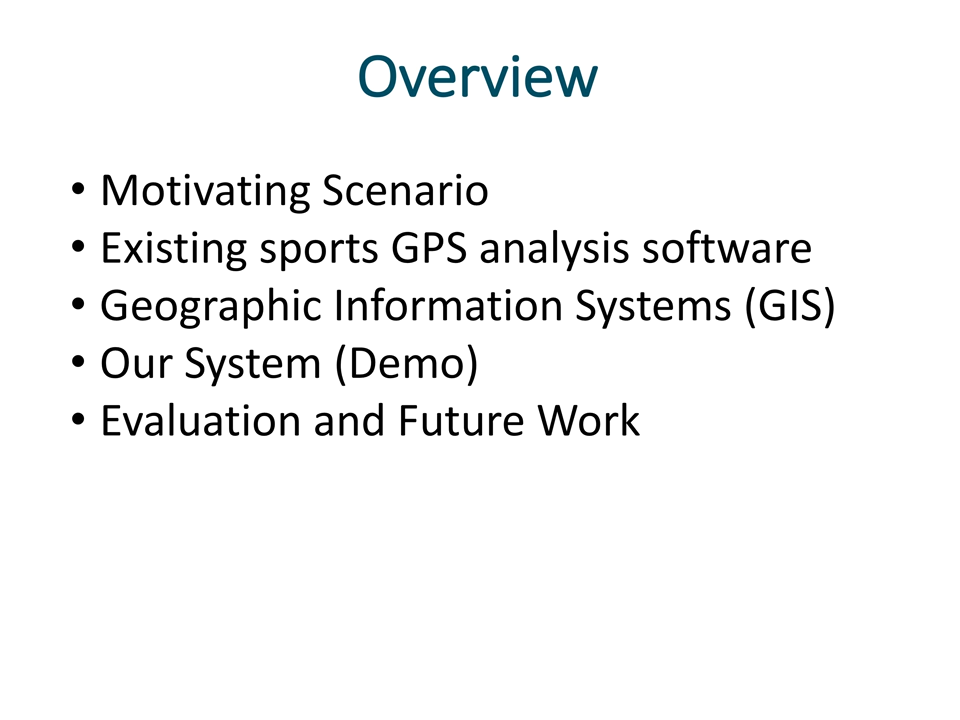 Overview
• Motivating Scenario
• Existing sports GPS analysis software
• Geographic Information Systems (GIS)
• Our System (Demo)
• Evaluation and Future Work